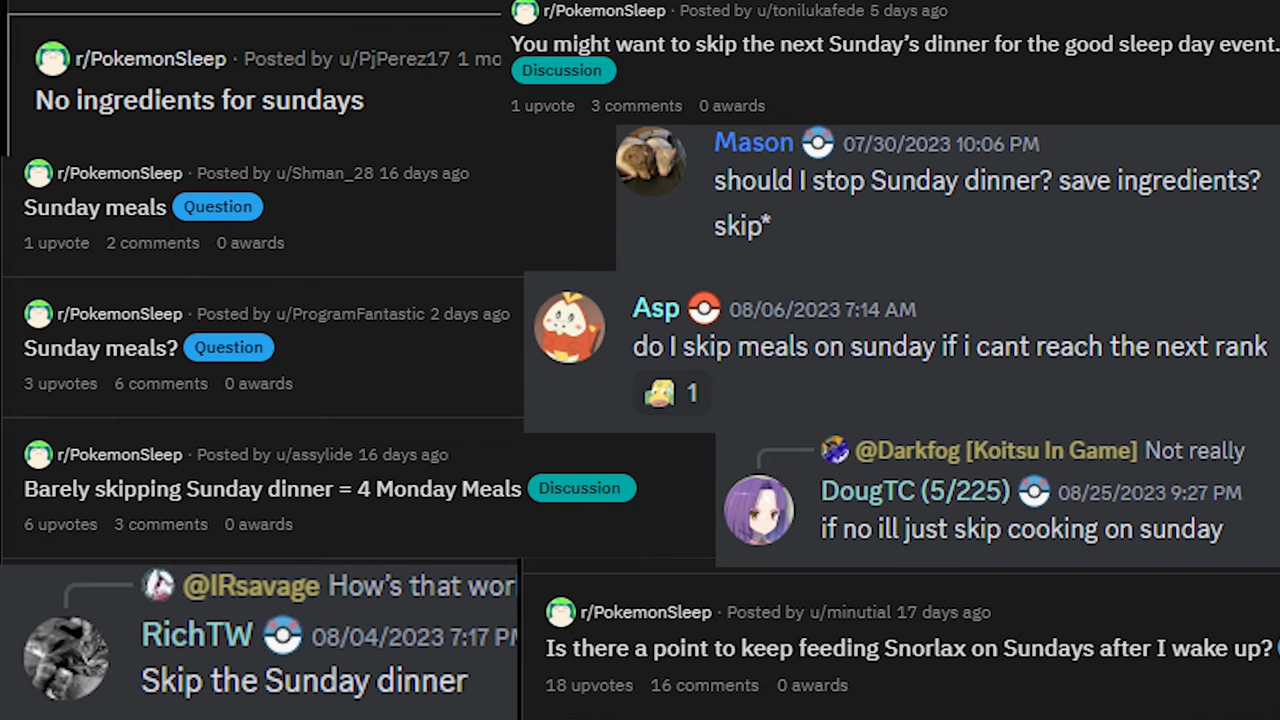 r/PokemonSleep · Posted by u/PjPerez17 1 mo
No ingredients for sundays
r/PokemonSleep · Posted by u/Shman_28 16 days ago
Sunday meals Question
1 upvote 2 comments 0 awards
r/PokemonSleep · Posted by u/ProgramFantastic 2 days ago
Sunday meals? Question
3 upvotes 6 comments 0 awards
r/PokemonSleep · Posted by u/assylide 16 days ago
Barely skipping Sunday dinner = 4 Monday Meals Discussion
6 upvotes 3 comments 0 awards
@IRsavage How's that wor
RichTW 08/04/2023 7:17 PM
Skip the Sunday dinner
r/PokemonSleep · Posted by u/tonilukafede 5 days ago
You might want to skip the next Sunday's dinner for the good sleep day event.
Discussion
1 upvote 3 comments 0 awards
Mason 07/30/2023 10:06 PM
should I stop Sunday dinner? save ingredients?
skip*
Asp 08/06/2023 7:14 AM
do I skip meals on sunday if i cant reach the next rank
1
@Darkfog [Koitsu In Game] Not really
DougTC (5/225) 08/25/2023 9:27 PM
if no ill just skip cooking on sunday
r/PokemonSleep · Posted by u/minutial 17 days ago
Is there a point to keep feeding Snorlax on Sundays after I wake up?
18 upvotes 16 comments 0 awards